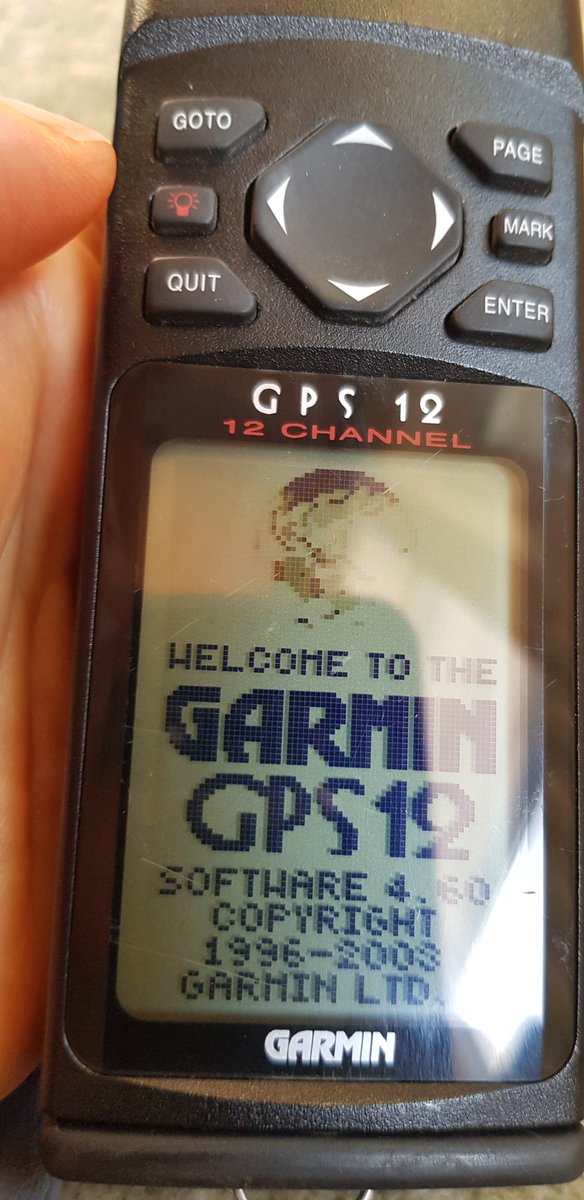 GOTO
PAGE
MARK
QUIT
ENTER
GPS 12
12 CHANNEL
WELCOME TO THE
GARMIN
GPS12
SOFTWARE 4.60
COPYRIGHT
1996-2003
GARMIN LTD.
GARMIN